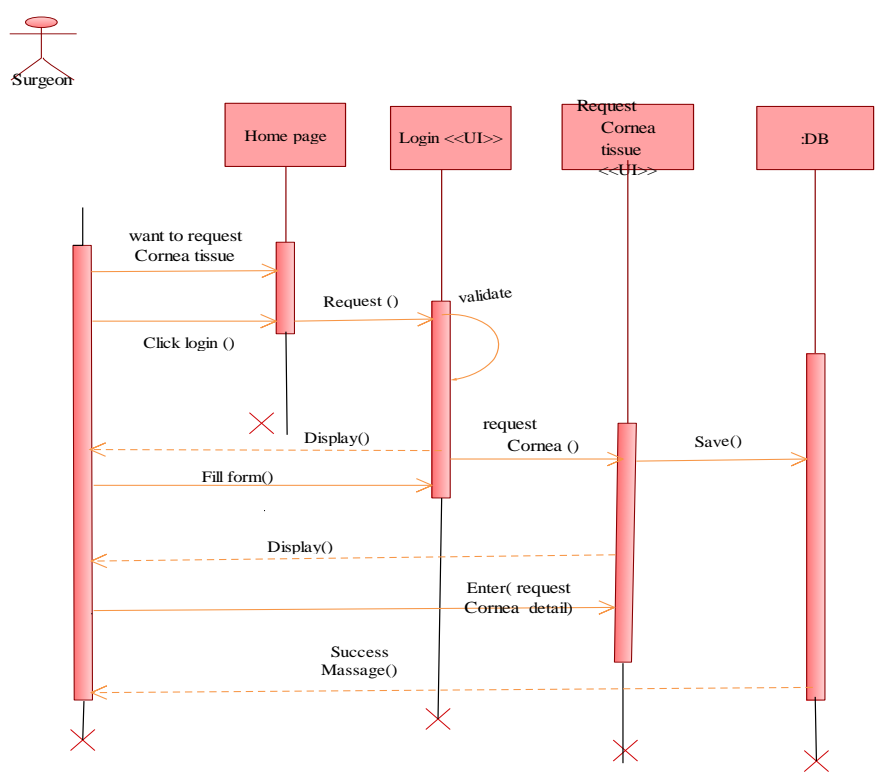 Surgeon
Home page
Login <<UI>>
Request
Cornea
tissue
<<UI>>
:DB
want to request
Cornea tissue
Request ()
validate
Click login ()
Display()
request
Cornea ()
Save()
Fill form()
Display()
Enter( request
Cornea detail)
Success
Massage()